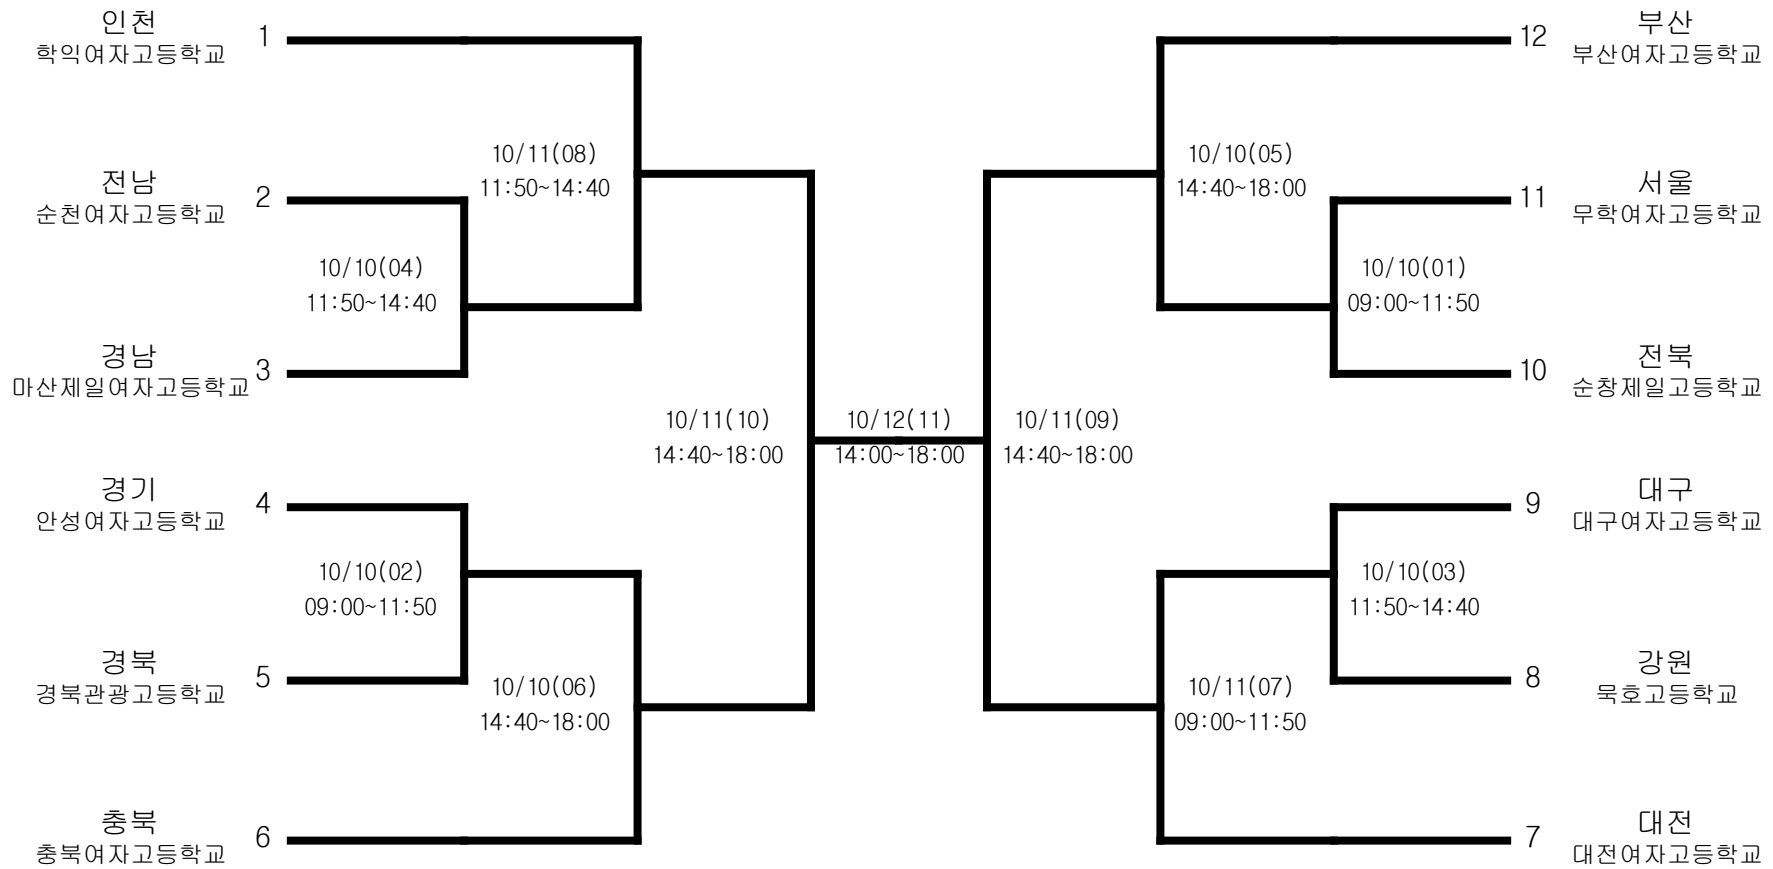 인천
학익여자고등학교
1
10/11(08)
11:50~14:40
전남
순천여자고등학교
2
10/10(04)
11:50~14:40
경남
마산제일여자고등학교
3
10/11(10)
14:40~18:00
경기
안성여자고등학교
4
10/10(02)
09:00~11:50
경북
경북관광고등학교
5
10/10(06)
14:40~18:00
충북
충북여자고등학교
6
10/12(11)
14:00~18:00
부산
부산여자고등학교
12
10/10(05)
14:40~18:00
서울
무학여자고등학교
11
10/10(01)
09:00~11:50
전북
순창제일고등학교
10
10/11(09)
14:40~18:00
대구
대구여자고등학교
9
10/10(03)
11:50~14:40
강원
묵호고등학교
8
10/11(07)
09:00~11:50
대전
대전여자고등학교
7